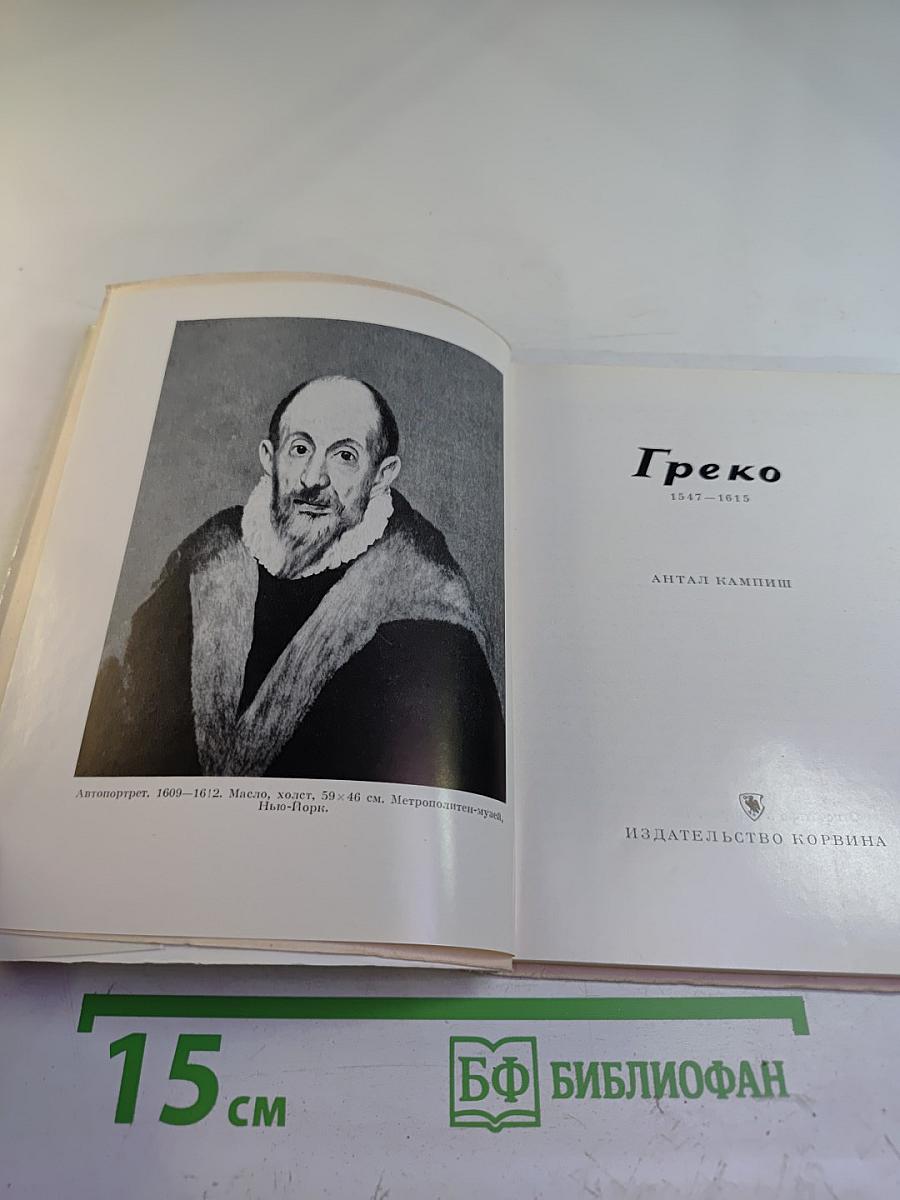 Автопортрет. 1609—1612. Масло, холст, 59×46 см. Метрополитен-музей,
Нью-Йорк.
Греко
1547—1615
АНТАЛ КАМПИШ
ИЗДАТЕЛЬСТВО КОРВИНА
15 см
БФ БИБЛИОФАН